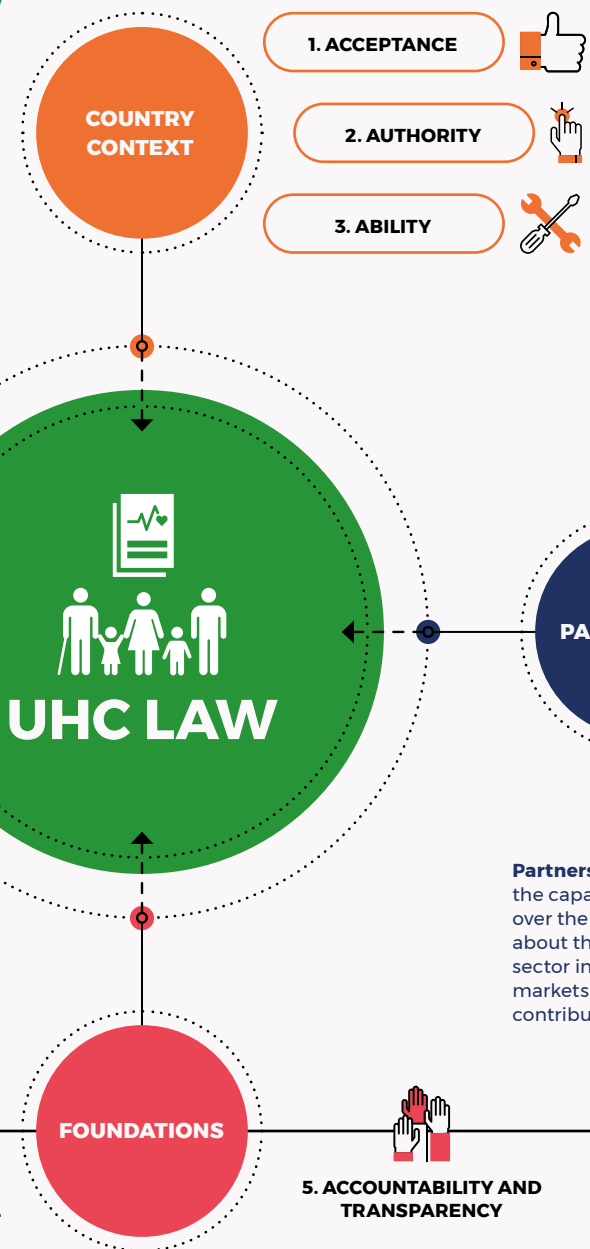 COUNTRY
CONTEXT
1. ACCEPTANCE
2. AUTHORITY
3. ABILITY
UHC LAW
PA
Partners
the capa
over the
about th
sector in
markets
contribu
FOUNDATIONS
5. ACCOUNTABILITY AND
TRANSPARENCY